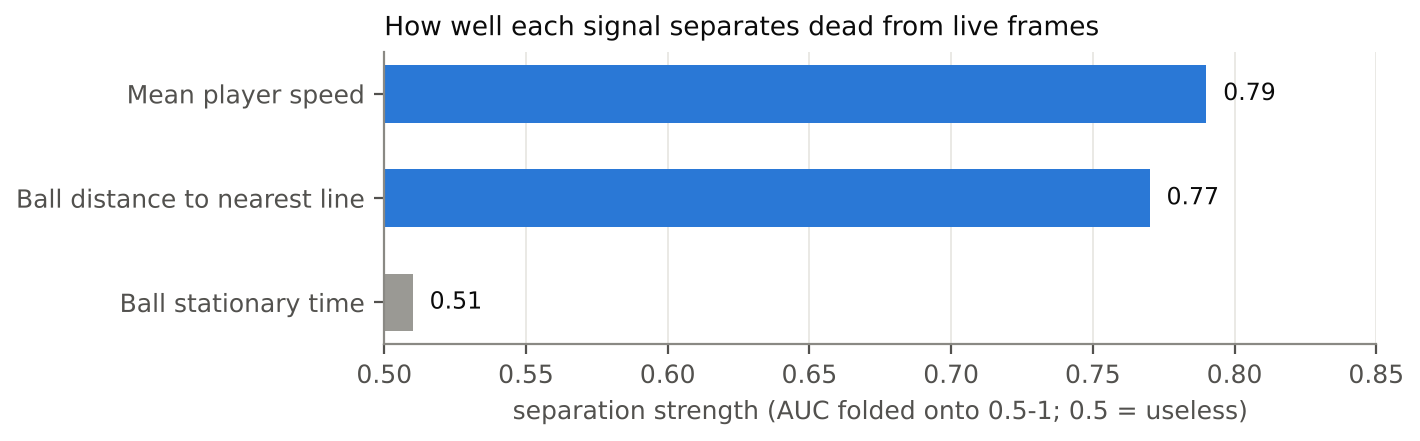 How well each signal separates dead from live frames
Mean player speed
0.79
Ball distance to nearest line
0.77
Ball stationary time
0.51
0.50 0.55 0.60 0.65 0.70 0.75 0.80 0.85
separation strength (AUC folded onto 0.5-1; 0.5 = useless)